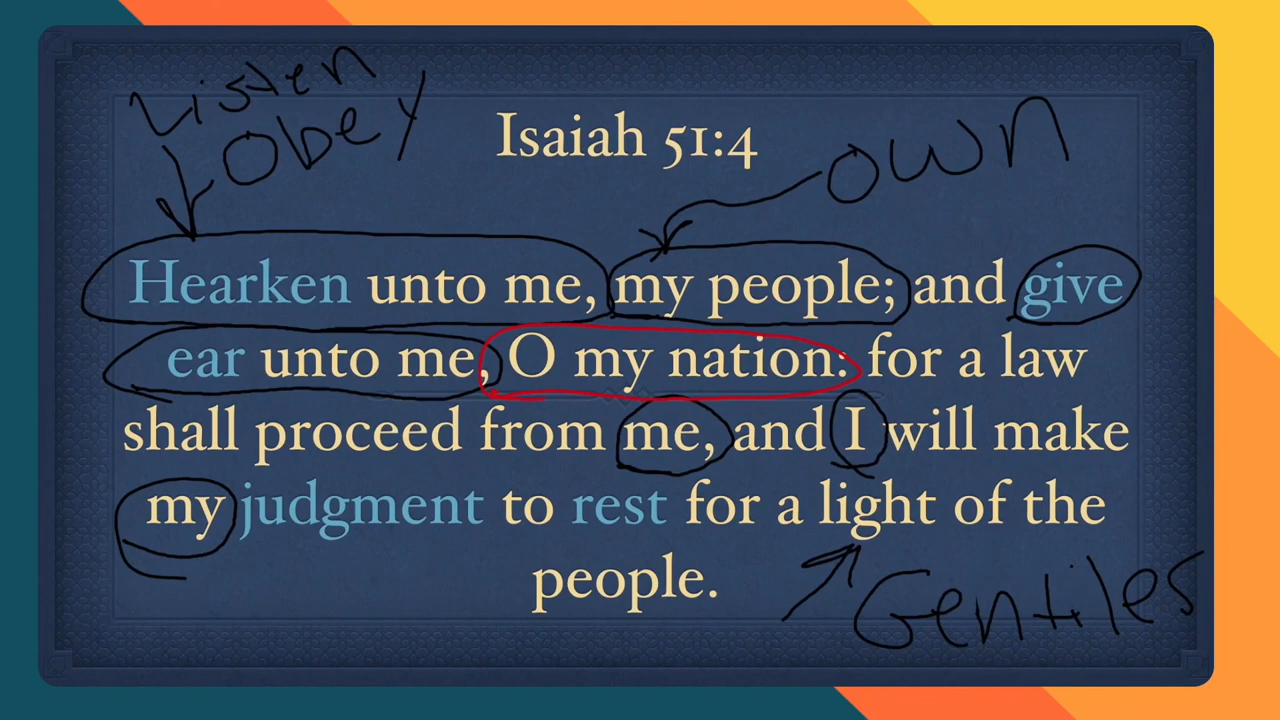 Listen
Obey
Isaiah 51:4
own
Hearken unto me, my people; and give
ear unto me, O my nation: for a law
shall proceed from me, and I will make
my judgment to rest for a light of the
people.
Gentiles